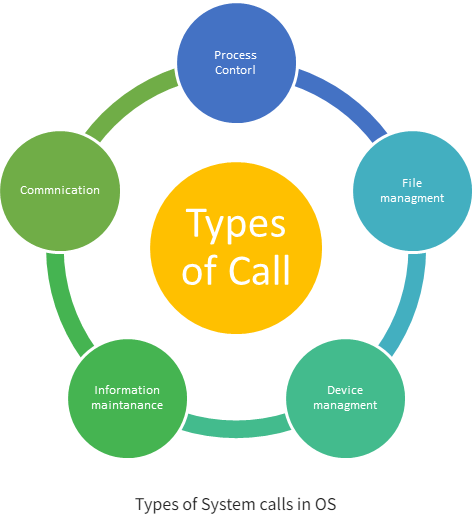 Process
Contorl
File
managment
Device
managment
Information
maintanance
Commnication
Types
of Call
Types of System calls in OS